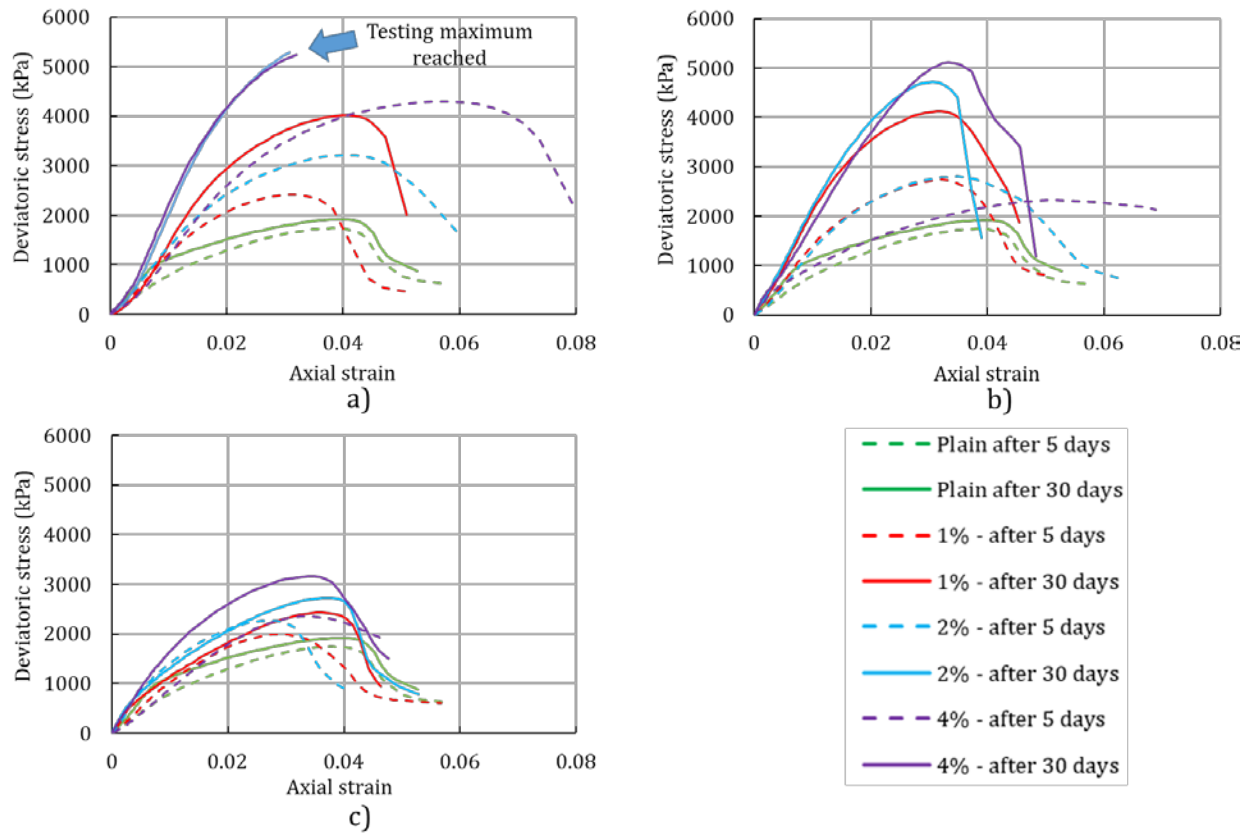 6000
5000
4000
3000
2000
1000
0
Deviatoric stress (kPa)
Testing maximum
reached
0 0.02 0.04 0.06 0.08
Axial strain
a)
6000
5000
4000
3000
2000
1000
0
Deviatoric stress (kPa)
0 0.02 0.04 0.06 0.08
Axial strain
b)
6000
5000
4000
3000
2000
1000
0
Deviatoric stress (kPa)
0 0.02 0.04 0.06 0.08
Axial strain
c)
Plain after 5 days
Plain after 30 days
1% - after 5 days
1% - after 30 days
2% - after 5 days
2% - after 30 days
4% - after 5 days
4% - after 30 days